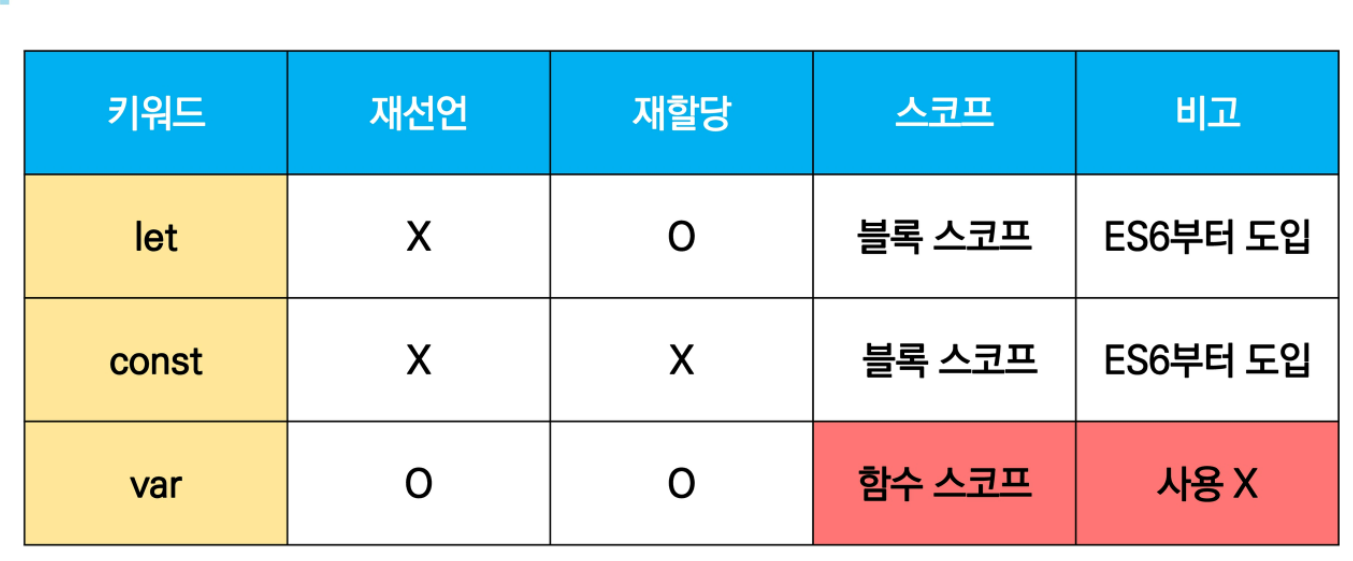 키워드 재선언 재할당 스코프 비고
let X O 블록 스코프 ES6부터 도입
const X X 블록 스코프 ES6부터 도입
var O O 함수 스코프 사용 X